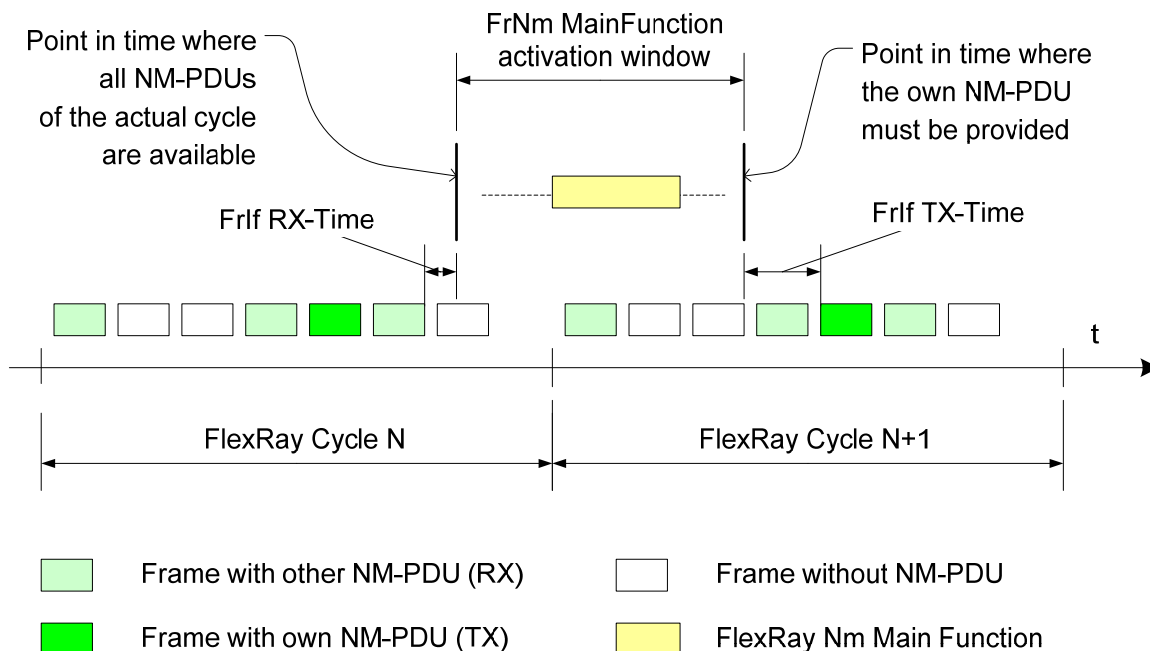 Point in time where
all NM-PDUs
of the actual cycle
are available
FrNm MainFunction
activation window
Point in time where
the own NM-PDU
must be provided
FrIf RX-Time
FrIf TX-Time
t
FlexRay Cycle N
FlexRay Cycle N+1
Frame with other NM-PDU (RX)
Frame without NM-PDU
Frame with own NM-PDU (TX)
FlexRay Nm Main Function